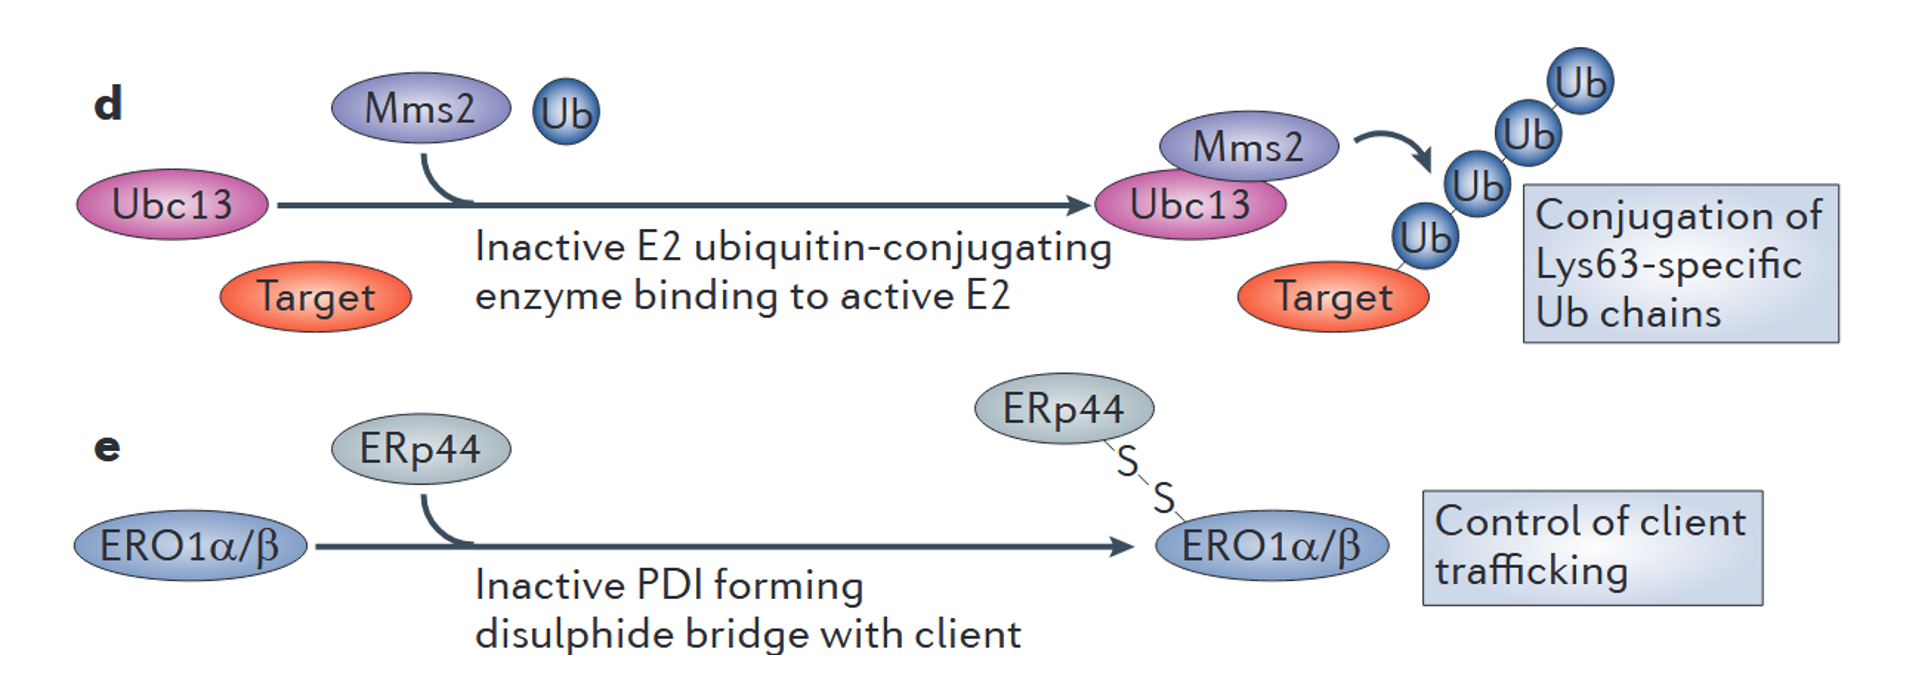 d
Mms2
Ub
Ubc13
Target
Inactive E2 ubiquitin-conjugating
enzyme binding to active E2
Mms2
Ubc13
Target
Ub
Ub
Ub
Ub
Conjugation of
Lys63-specific
Ub chains
e
ERp44
ERO1α/β
Inactive PDI forming
disulphide bridge with client
ERp44
S
S
ERO1α/β
Control of client
trafficking